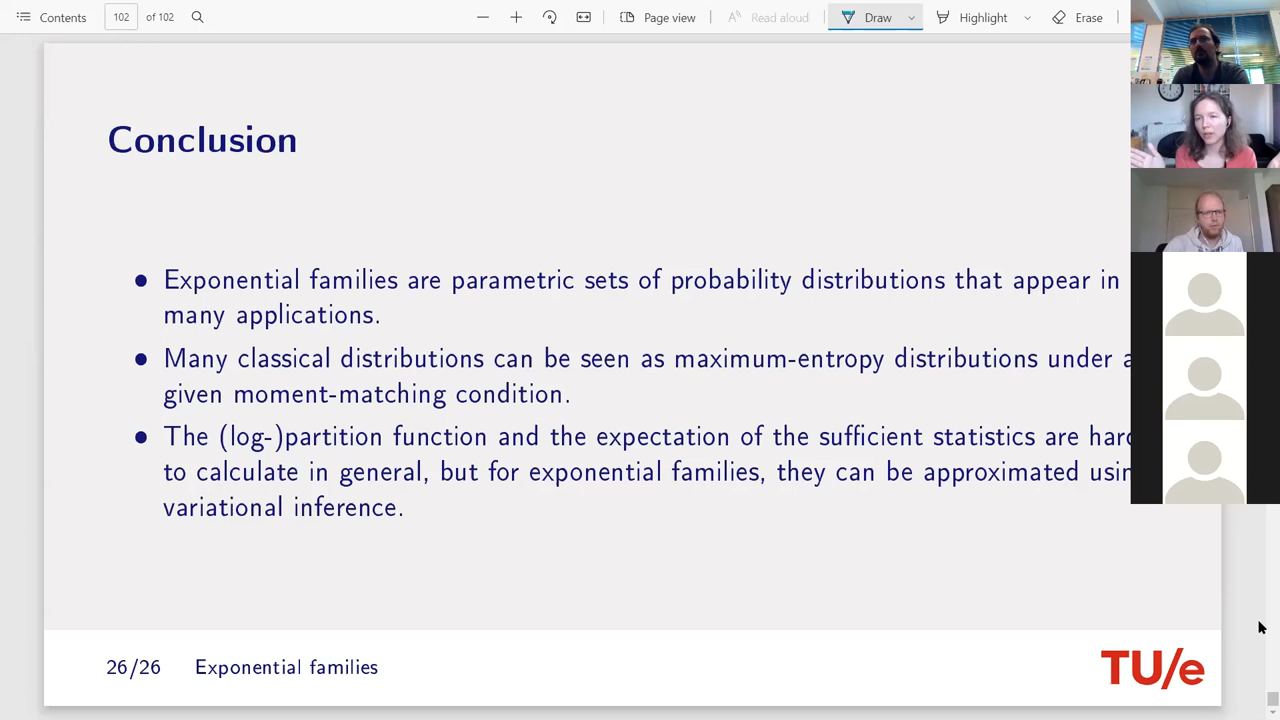 Contents
102
of 102
Page view
Read aloud
Draw
Highlight
Erase
Conclusion
• Exponential families are parametric sets of probability distributions that appear in
many applications.
• Many classical distributions can be seen as maximum-entropy distributions under a
given moment-matching condition.
• The (log-)partition function and the expectation of the sufficient statistics are
to calculate in general, but for exponential families, they can be approximated
variational inference.
26/26 Exponential families
TU/e